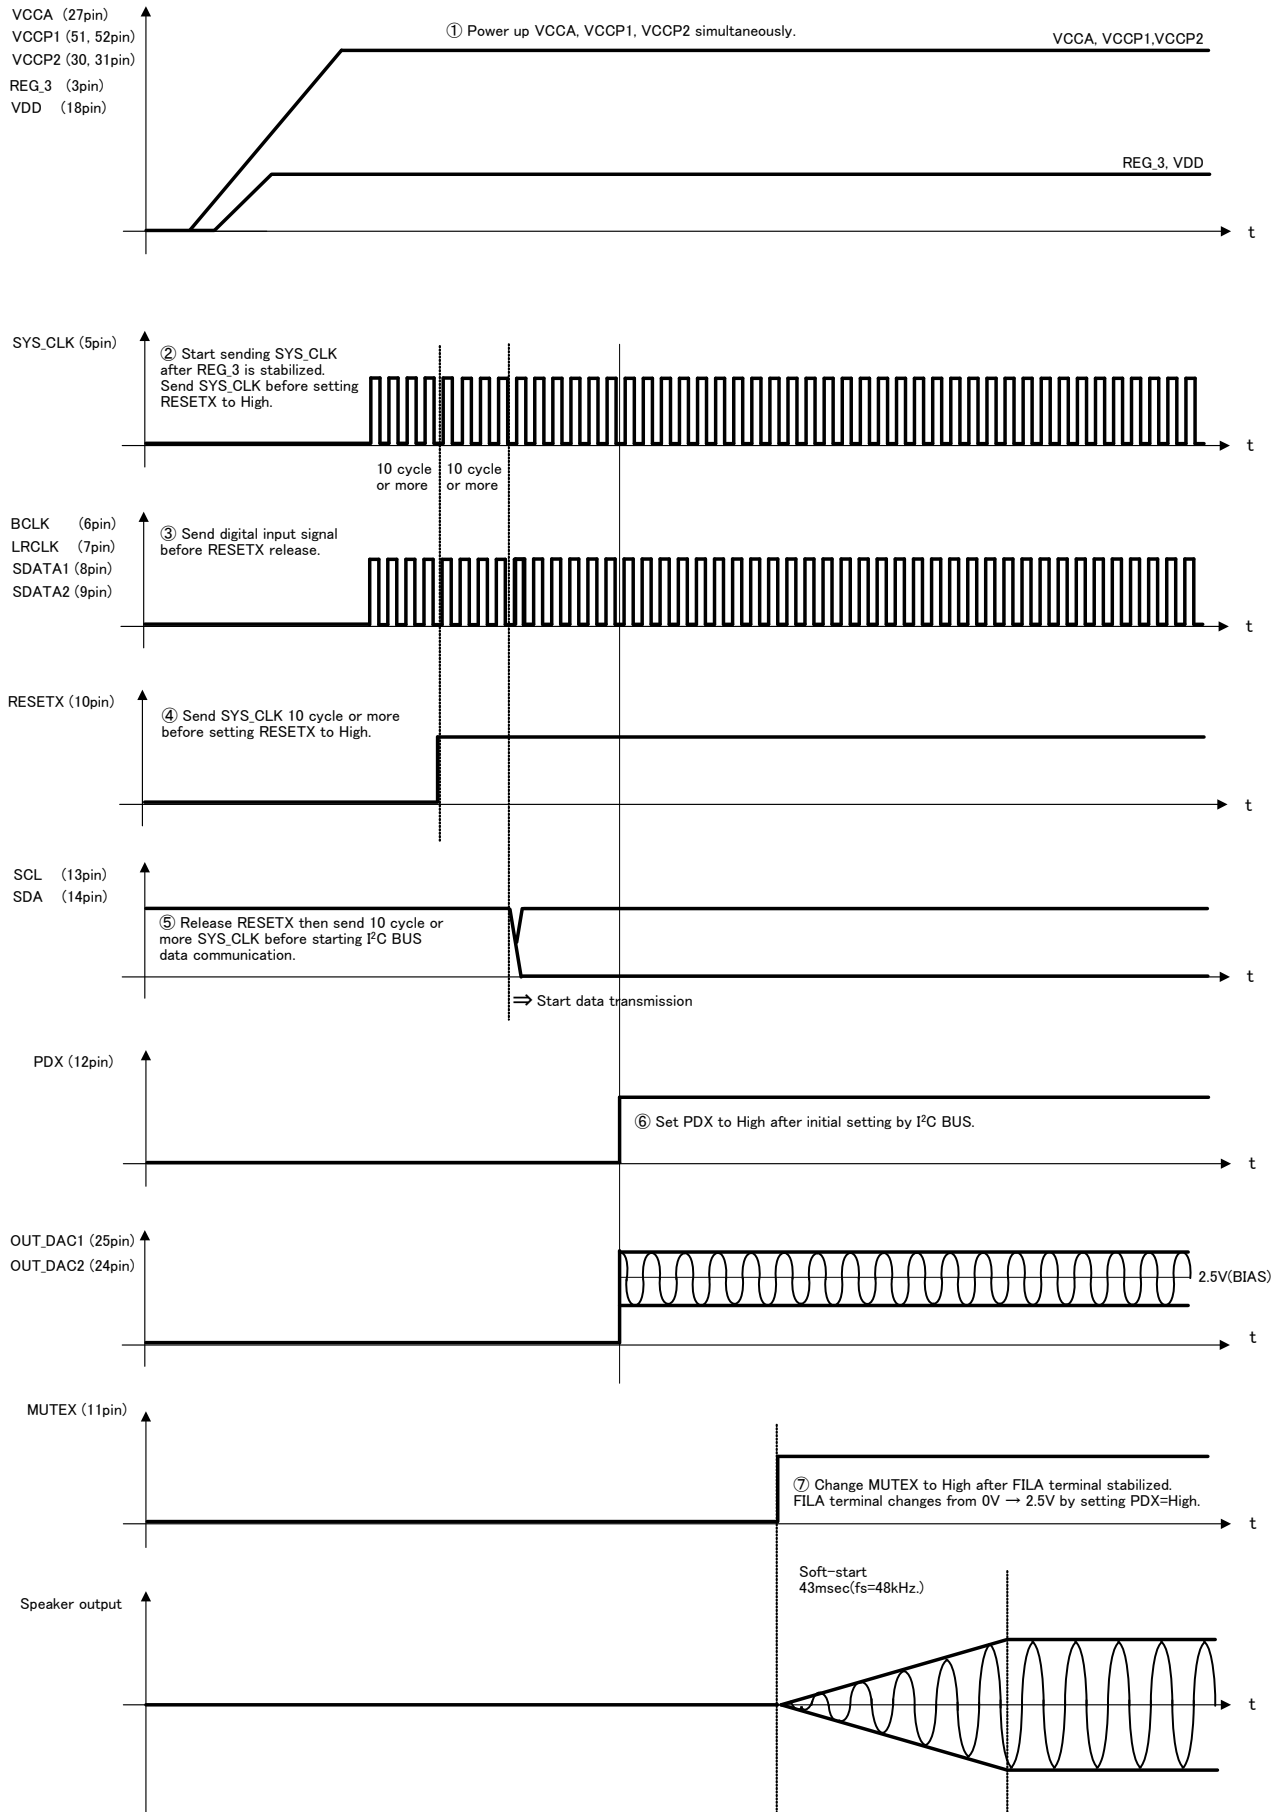 VCCA (27pin)
VCCP1 (51, 52pin)
VCCP2 (30, 31pin)
REG_3 (3pin)
VDD (18pin)
① Power up VCCA, VCCP1, VCCP2 simultaneously.
VCCA, VCCP1,VCCP2
REG_3, VDD
t
SYS_CLK (5pin)
② Start sending SYS_CLK
after REG_3 is stabilized.
Send SYS_CLK before setting
RESETX to High.
t
10 cycle
or more
10 cycle
or more
BCLK (6pin)
LRCLK (7pin)
SDATA1 (8pin)
SDATA2 (9pin)
③ Send digital input signal
before RESETX release.
t
RESETX (10pin)
④ Send SYS_CLK 10 cycle or more
before setting RESETX to High.
t
SCL (13pin)
SDA (14pin)
⑤ Release RESETX then send 10 cycle or
more SYS_CLK before starting I²C BUS
data communication.
t
⇒ Start data transmission
PDX (12pin)
⑥ Set PDX to High after initial setting by I²C BUS.
t
OUT_DAC1 (25pin)
OUT_DAC2 (24pin)
2.5V(BIAS)
t
MUTEX (11pin)
⑦ Change MUTEX to High after FILA terminal stabilized.
FILA terminal changes from 0V → 2.5V by setting PDX=High.
t
Soft-start
43msec(fs=48kHz.)
Speaker output
t